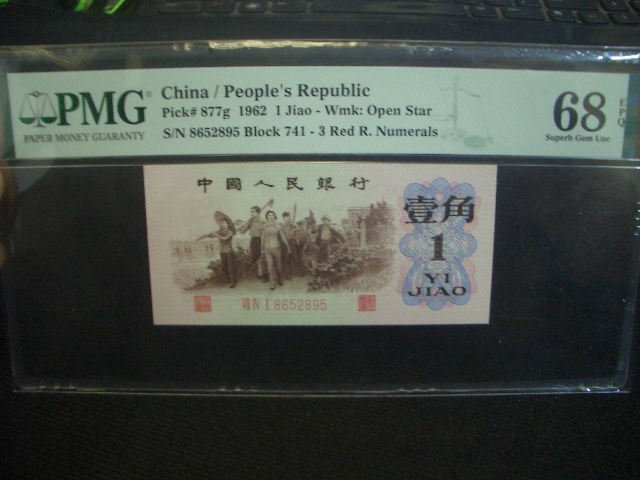 PMG
PAPER MONEY GUARANTY
China / People's Republic
Pick# 877g 1962 1 Jiao - Wmk: Open Star
S/N 8652895 Block 741 - 3 Red R. Numerals
68
EPQ
Superb Gem Unc
中國人民銀行
壹角
1
YI
JIAO
VII IV I 8652895